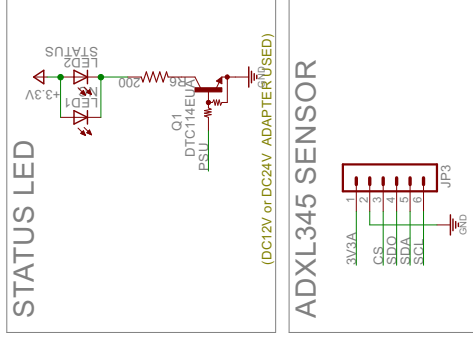 STATUS LED
+3.3V
LED2
STATUS
LED1
R6
200
Q1
DTC114EUA
PSU
GND
(DC12V or DC24V ADAPTER USED)
ADXL345 SENSOR
JP3
1
2
3
4
5
6
3V3A
CS
SDO
SDA
SCL
GND